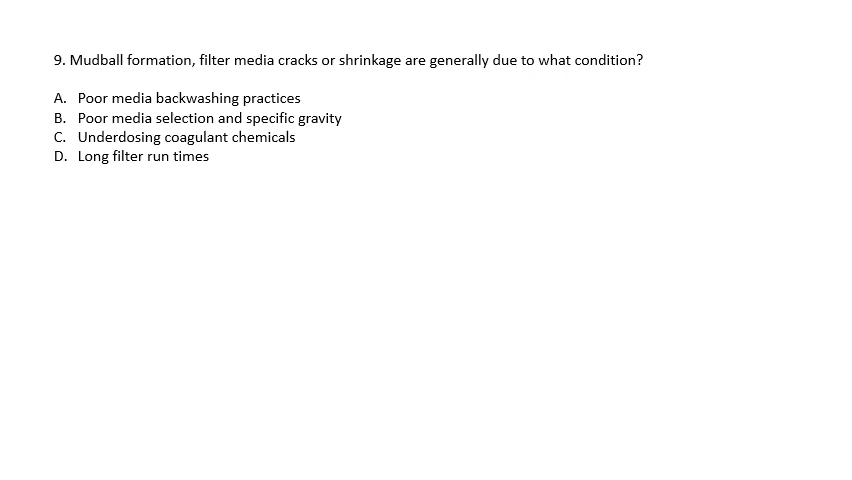 9. Mudball formation, filter media cracks or shrinkage are generally due to what condition?
A. Poor media backwashing practices
B. Poor media selection and specific gravity
C. Underdosing coagulant chemicals
D. Long filter run times